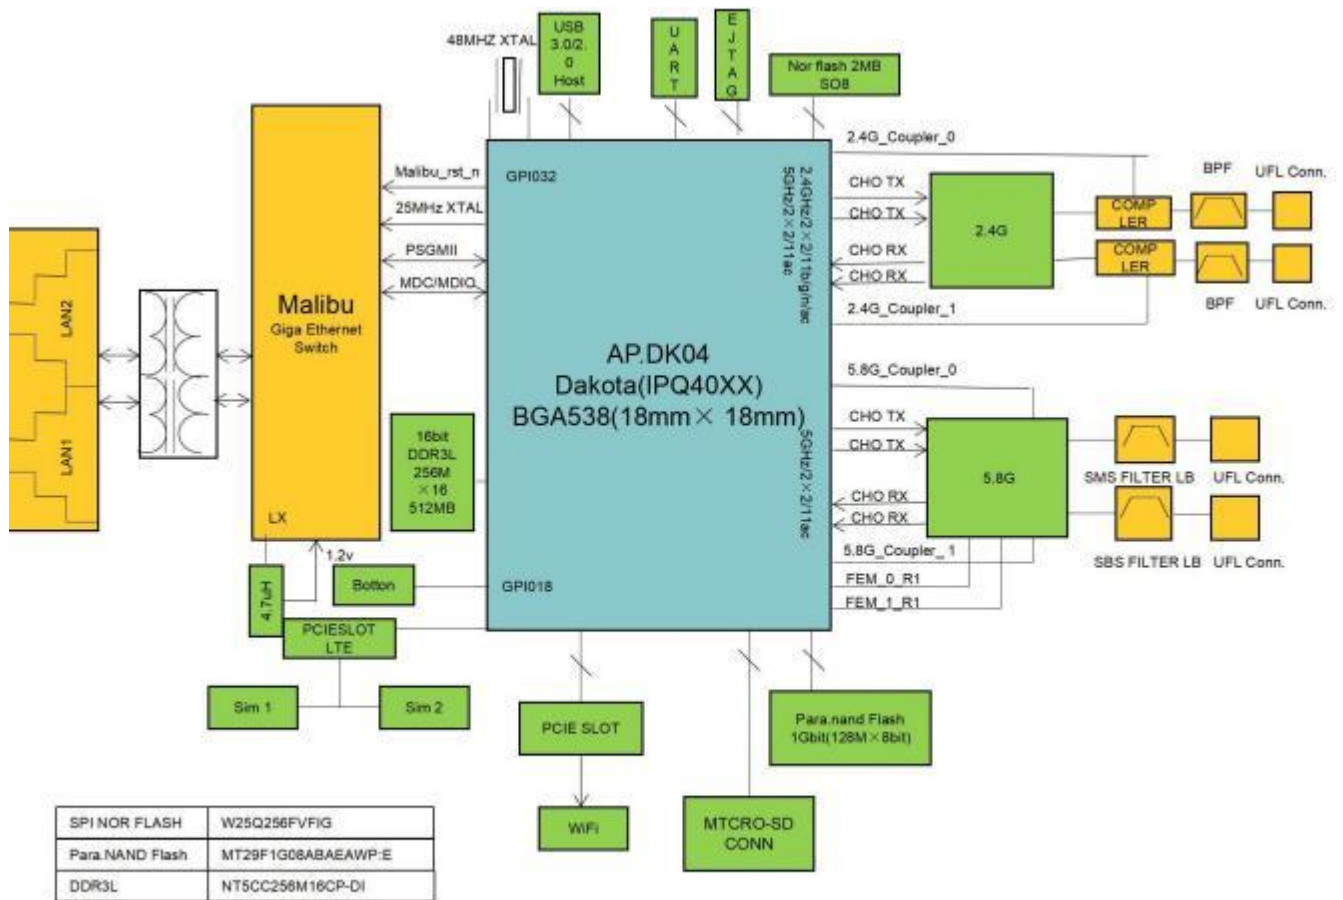 48MHZ XTAL
USB
3.0/2.
0
Host
U
A
R
T
E
J
T
A
G
Nor flash 2MB
SO8
Malibu_rst_n
25MHz XTAL
PSGMII
MDC/MDIO
GPI032
LAN2
LAN1
Malibu
Giga Ethernet
Switch
LX
1.2v
4.7uH
AP.DK04
Dakota(IPQ40XX)
BGA538(18mm×18mm)
2.4GHz/2×2/11b/g/n/ac
5GHz/2×2/11ac
5GHz/2×2/11ac
16bit
DDR3L
256M
×16
512MB
Botton
GPI018
PCIESLOT
LTE
Sim 1
Sim 2
PCIE SLOT
WiFi
MTCRO-SD
CONN
Para.nand Flash
1Gbit(128M×8bit)
2.4G_Coupler_0
CHO TX
CHO TX
CHO RX
CHO RX
2.4G_Coupler_1
2.4G
COMP
LER
COMP
LER
BPF
UFL Conn.
BPF
UFL Conn.
5.8G_Coupler_0
CHO TX
CHO TX
CHO RX
CHO RX
5.8G_Coupler_1
FEM_0_R1
FEM_1_R1
5.8G
SMS FILTER LB
UFL Conn.
SBS FILTER LB
UFL Conn.
SPI NOR FLASH W25Q256FVFIG
Para.NAND Flash MT29F1G08ABAEAWP:E
DDR3L NT5CC256M16CP-DI